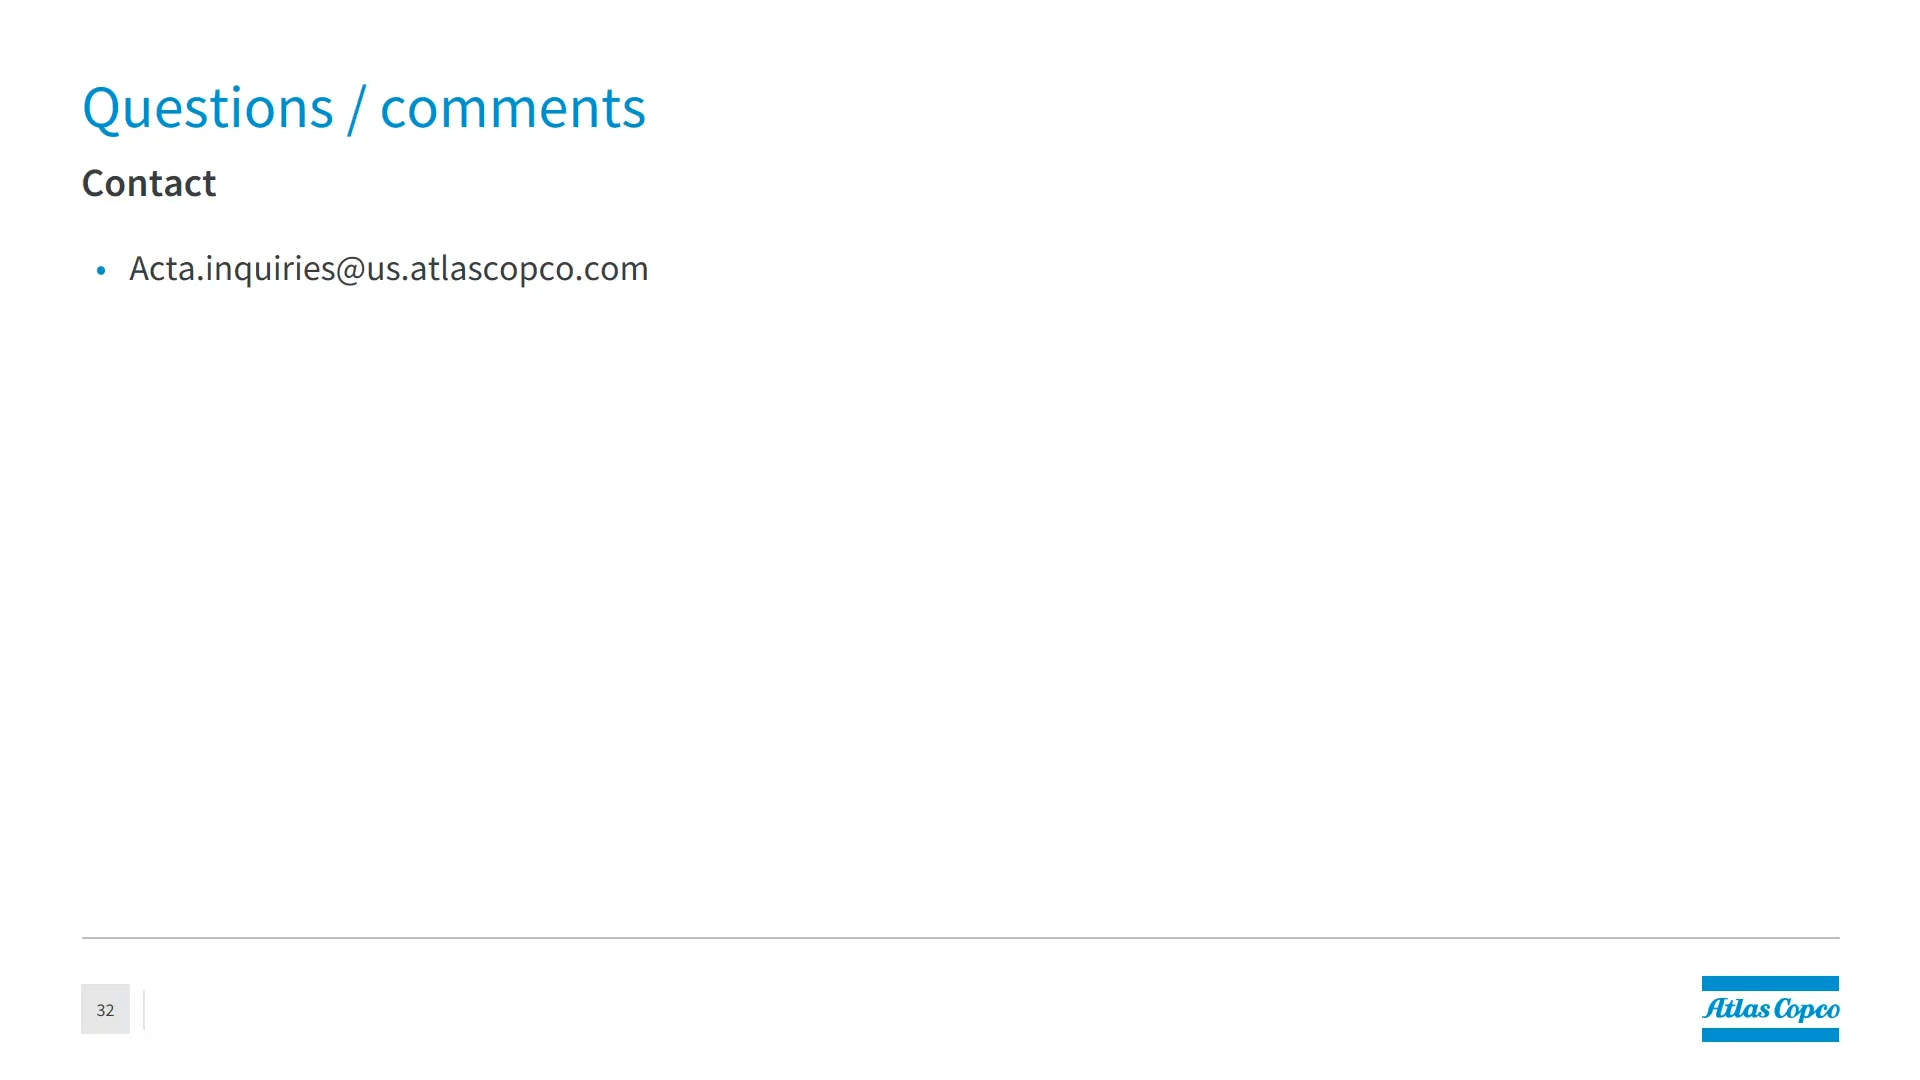 Questions / comments
Contact
• Acta.inquiries@us.atlascopco.com
32
Atlas Copco